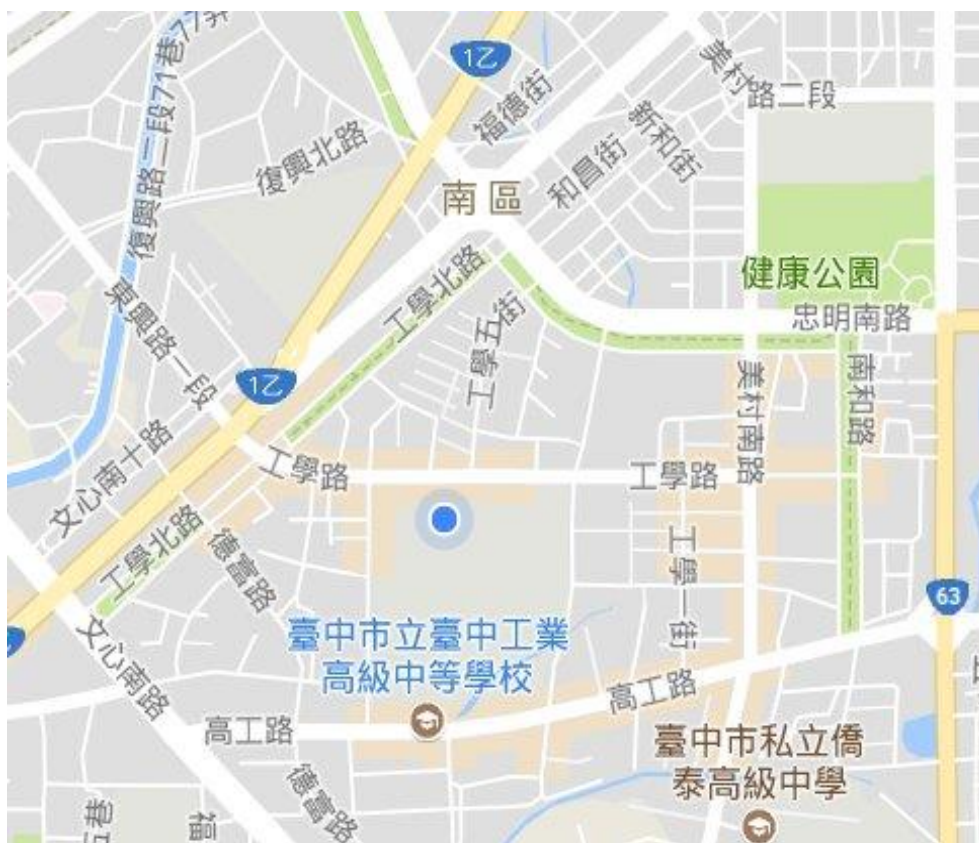 1乙
復興路二段71巷77弄
福德街
美村
路二段
新和街
復興北路
和昌街
南區
健康公園
工學北路
忠明南路
東興路一段
工學五街
1乙
美村南路
南和路
文心南十路
工學路
工學路
工學北路
德富路
工學一街
63
臺中市立臺中工業
高級中等學校
文心南路
高工路
高工路
臺中市私立僑
泰高級中學
德富路
五巷
福